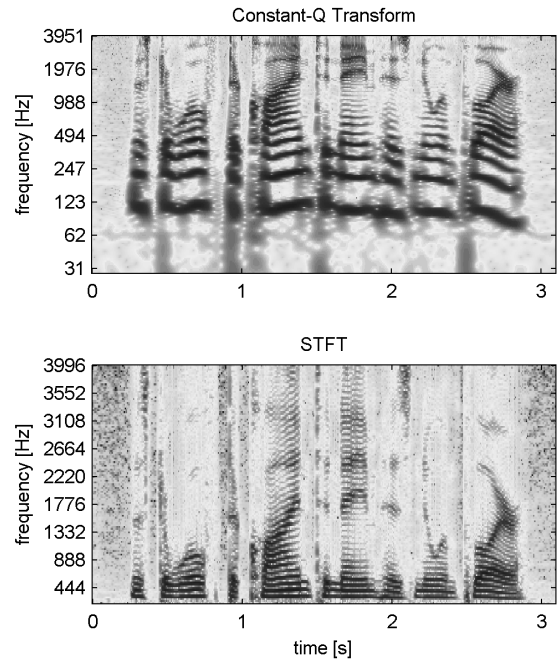 Constant-Q Transform
frequency [Hz]
3951
1976
988
494
247
123
62
31
0 1 2 3
STFT
frequency [Hz]
3996
3552
3108
2664
2220
1776
1332
888
444
0 1 2 3
time [s]